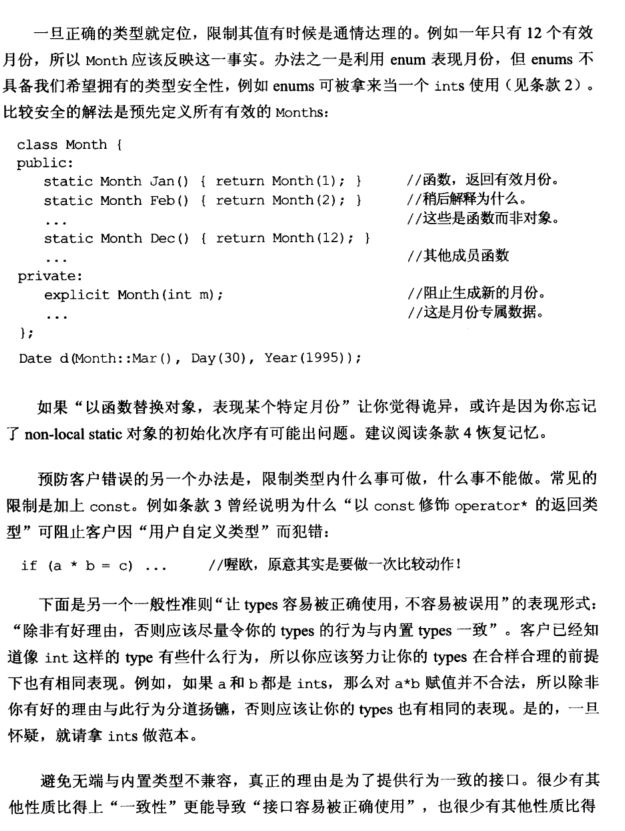 一旦正确的类型就定位，限制其值有时候是通情达理的。例如一年只有 12 个有效
月份，所以 Month 应该反映这一事实。办法之一是利用 enum 表现月份，但 enums 不
具备我们希望拥有的类型安全性，例如 enums 可被拿来当一个 ints 使用（见条款 2）。
比较安全的解法是预先定义所有有效的 Months:
class Month {
public:
static Month Jan() { return Month(1); } //函数，返回有效月份。
static Month Feb() { return Month(2); } //稍后解释为什么。
... //这些是函数而非对象。
static Month Dec() { return Month(12); }
... //其他成员函数
private:
explicit Month(int m); //阻止生成新的月份。
... //这是月份专属数据。
};
Date d(Month::Mar(), Day(30), Year(1995));
如果“以函数替换对象，表现某个特定月份”让你觉得诡异，或许是因为你忘记
了 non-local static 对象的初始化次序有可能出问题。建议阅读条款 4 恢复记忆。
预防客户错误的另一个办法是，限制类型内什么事可做，什么事不能做。常见的
限制是加上 const。例如条款 3 曾经说明为什么“以 const 修饰 operator* 的返回类
型”可阻止客户因“用户自定义类型”而犯错：
if (a * b = c) ... //喔欧，原意其实是要做一次比较动作！
下面是另一个一般性准则“让 types 容易被正确使用，不容易被误用”的表现形式：
“除非有好理由，否则应该尽量令你的 types 的行为与内置 types 一致”。客户已经知
道像 int 这样的 type 有些什么行为，所以你应该努力让你的 types 在合样合理的前提
下也有相同表现。例如，如果 a 和 b 都是 ints，那么对 a*b 赋值并不合法，所以除非
你有好的理由与此行为分道扬镳，否则应该让你的 types 也有相同的表现。是的，一旦
怀疑，就请拿 ints 做范本。
避免无端与内置类型不兼容，真正的理由是为了提供行为一致的接口。很少有其
他性质比得上“一致性”更能导致“接口容易被正确使用”，也很少有其他性质比得